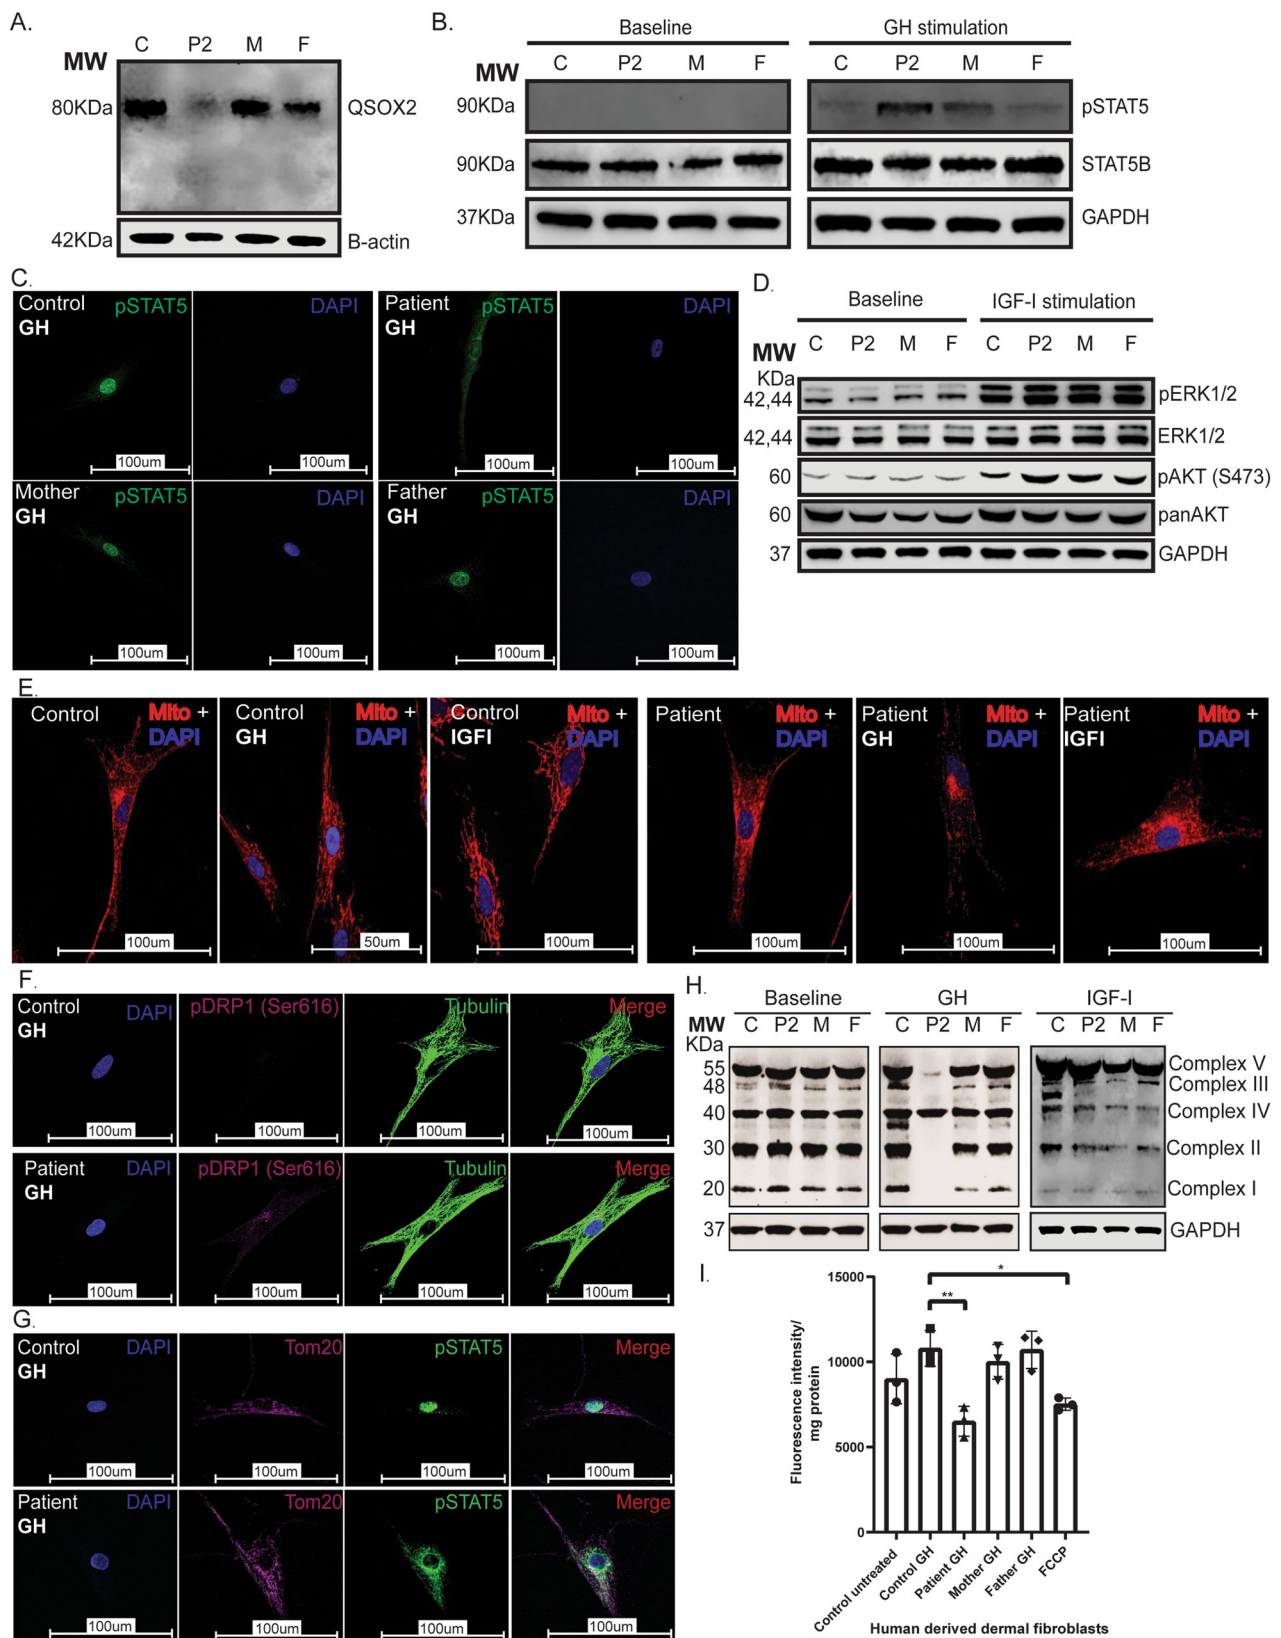 A.
C P2 M F
MW
80KDa QSOX2
42KDa B-actin
B.
Baseline GH stimulation
C P2 M F C P2 M F
MW
90KDa pSTAT5
90KDa STAT5B
37KDa GAPDH
C.
Control pSTAT5 DAPI Patient pSTAT5 DAPI
GH GH
100um 100um 100um 100um
Mother pSTAT5 DAPI Father pSTAT5 DAPI
GH GH
100um 100um 100um 100um
D.
Baseline IGF-I stimulation
C P2 M F C P2 M F
MW
KDa
42,44 pERK1/2
42,44 ERK1/2
60 pAKT (S473)
60 panAKT
37 GAPDH
E.
Control MIto + Control MIto + Control MIto + Patient MIto + Patient MIto + Patient MIto +
DAPI GH DAPI IGFI DAPI DAPI GH DAPI IGFI DAPI
100um 50um 100um 100um 100um 100um
F.
Control DAPI pDRP1 (Ser616) Tubulin Merge
GH
100um 100um 100um 100um
Patient DAPI pDRP1 (Ser616) Tubulin Merge
GH
100um 100um 100um 100um
G.
Control DAPI Tom20 pSTAT5 Merge
GH
100um 100um 100um 100um
Patient DAPI Tom20 pSTAT5 Merge
GH
100um 100um 100um 100um
H.
Baseline GH IGF-I
MW C P2 M F C P2 M F C P2 M F
KDa
55 Complex V
48 Complex III
40 Complex IV
30 Complex II
20 Complex I
37 GAPDH
I.
15000
10000
5000
0
* 
**
Fluorescence intensity/
mg protein
Control untreated
Control GH
Patient GH
Mother GH
Father GH
FCCP
Human derived dermal fibroblasts